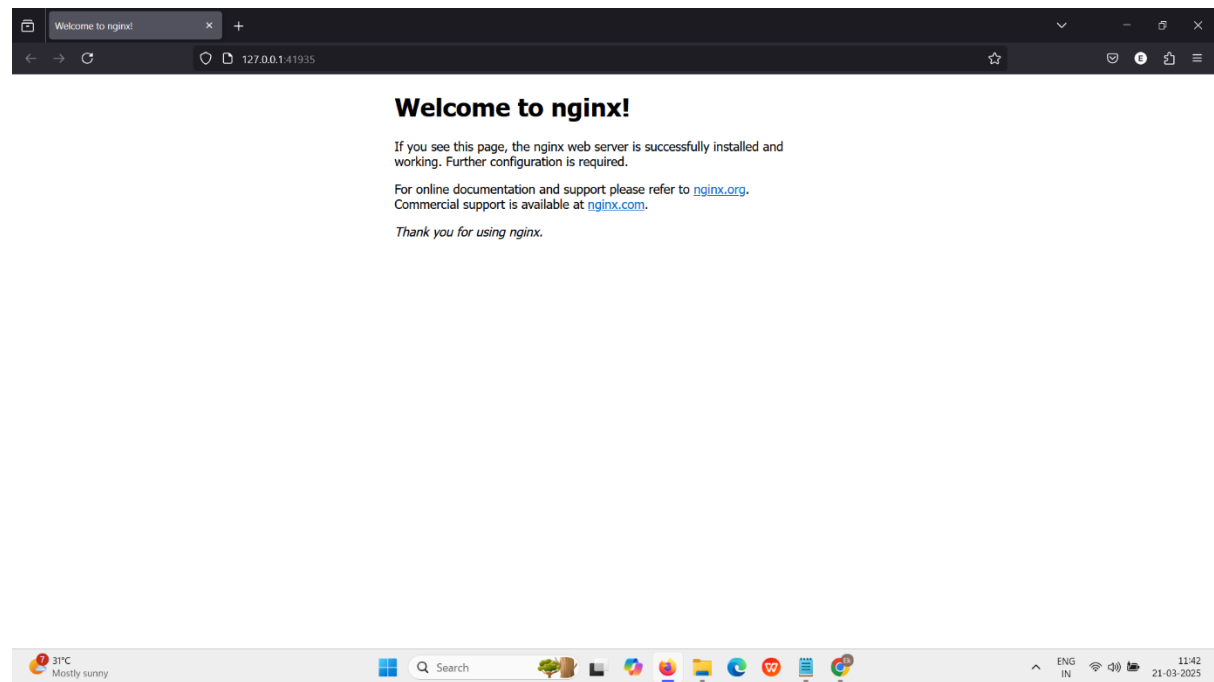 Welcome to nginx!
127.0.0.1:41935
E
Welcome to nginx!
If you see this page, the nginx web server is successfully installed and
working. Further configuration is required.
For online documentation and support please refer to nginx.org.
Commercial support is available at nginx.com.
Thank you for using nginx.
7
31°C
Mostly sunny
Search
ENG
IN
11:42
21-03-2025